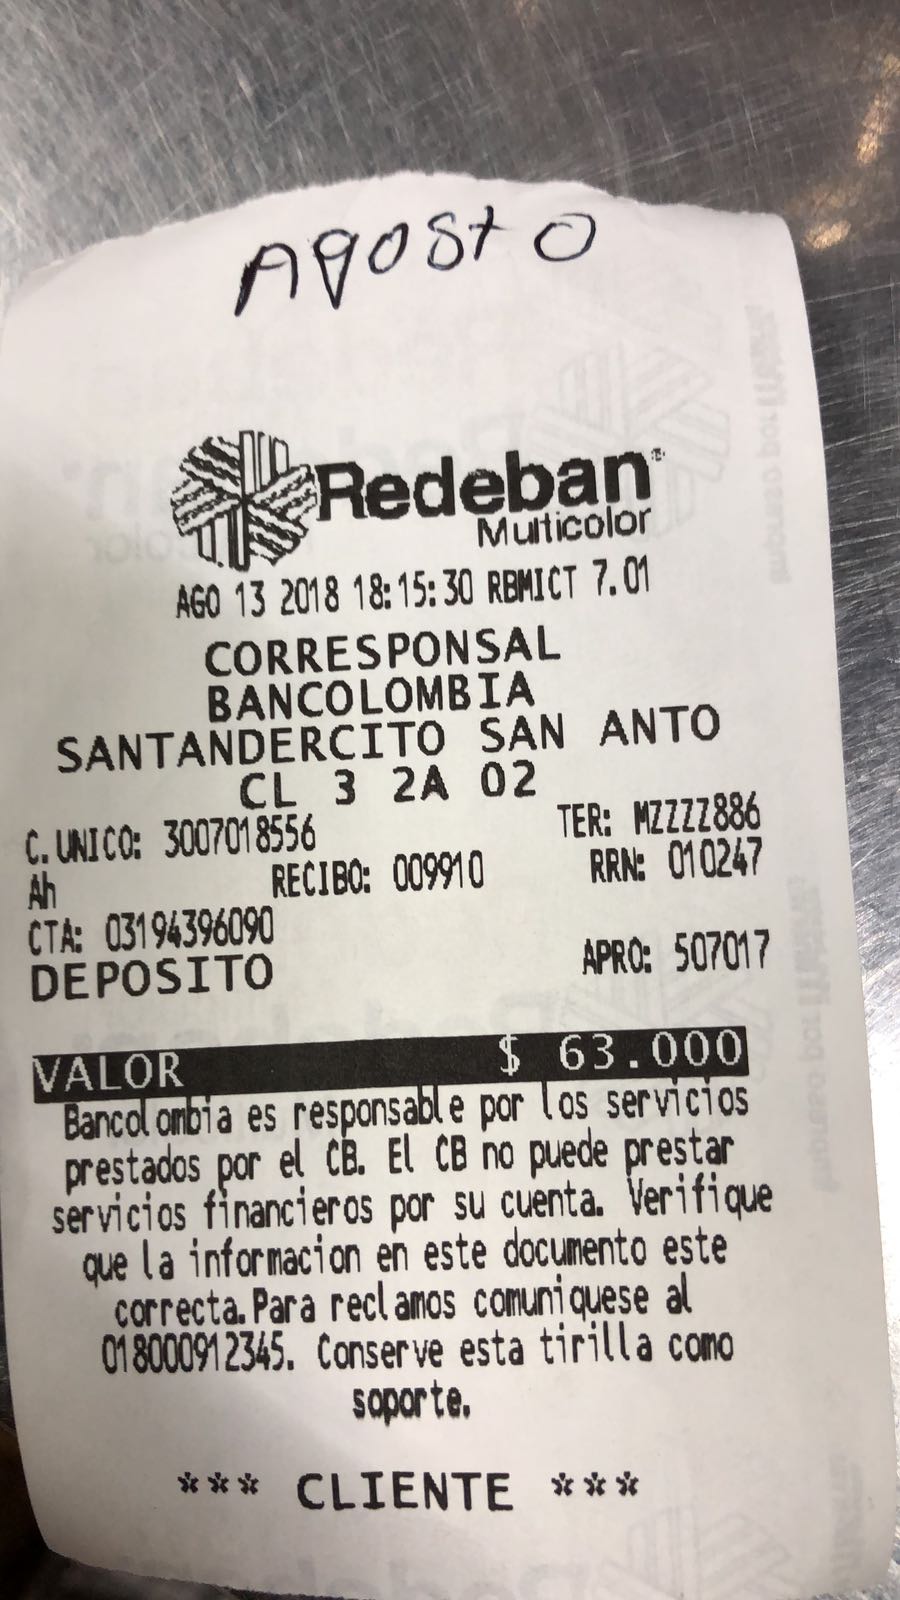 Agosto
Redeban
Multicolor
AGO 13 2018 18:15:30 RBMICT 7.01
CORRESPONSAL
BANCOLOMBIA
SANTANDERCITO SAN ANTO
CL 3 2A 02
C. UNICO: 3007018556 TER: MZZZZ886
Ah RECIBO: 009910 RRN: 010247
CTA: 03194396090
DEPOSITO APRO: 507017
VALOR $ 63.000
Bancolombia es responsable por los servicios
prestados por el CB. El CB no puede prestar
servicios financieros por su cuenta. Verifique
que la informacion en este documento este
correcta. Para reclamos comuniquese al
018000912345. Conserve esta tirilla como
soporte.
*** CLIENTE ***